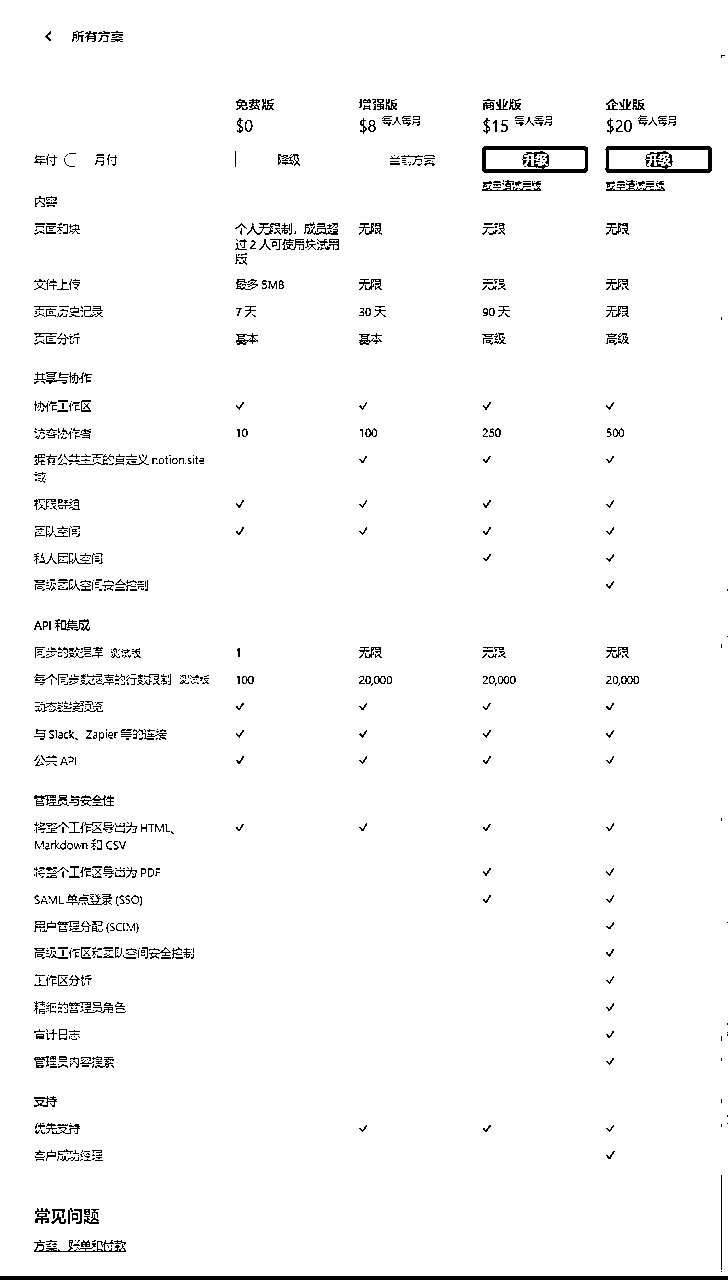 所有方案
免费版 增强版 商业版 企业版
$0 $8 每人每月 $15 每人每月 $20 每人每月
年付 月付 降级 当前方案 升级 升级
或申请试用版 或申请试用版
内容
页面和块 个人无限制,成员超 无限 无限 无限
过 2 人可使用块试用
版
文件上传 最多 5MB 无限 无限 无限
页面历史记录 7 天 30 天 90 天 无限
页面分析 基本 基本 高级 高级
共享与协作
协作工作区 ✓ ✓ ✓ ✓
访客协作者 10 100 250 500
拥有公共主页的自定义 notion.site ✓ ✓ ✓
域
权限群组 ✓ ✓ ✓ ✓
团队空间 ✓ ✓ ✓ ✓
私人团队空间 ✓ ✓
高级团队空间安全控制 ✓
API 和集成
同步的数据库 测试版 1 无限 无限 无限
每个同步数据库的行数限制 测试版 100 20,000 20,000 20,000
动态链接预览 ✓ ✓ ✓ ✓
与 Slack、Zapier 等的连接 ✓ ✓ ✓ ✓
公共 API ✓ ✓ ✓ ✓
管理员与安全性
将整个工作区导出为 HTML、 ✓ ✓ ✓ ✓
Markdown 和 CSV
将整个工作区导出为 PDF ✓ ✓
SAML 单点登录 (SSO) ✓ ✓
用户管理分配 (SCIM) ✓
高级工作区和团队空间安全控制 ✓
工作区分析 ✓
精细的管理员角色 ✓
审计日志 ✓
管理员内容搜索 ✓
支持
优先支持 ✓ ✓ ✓
客户成功经理 ✓
常见问题
方案、账单和付款